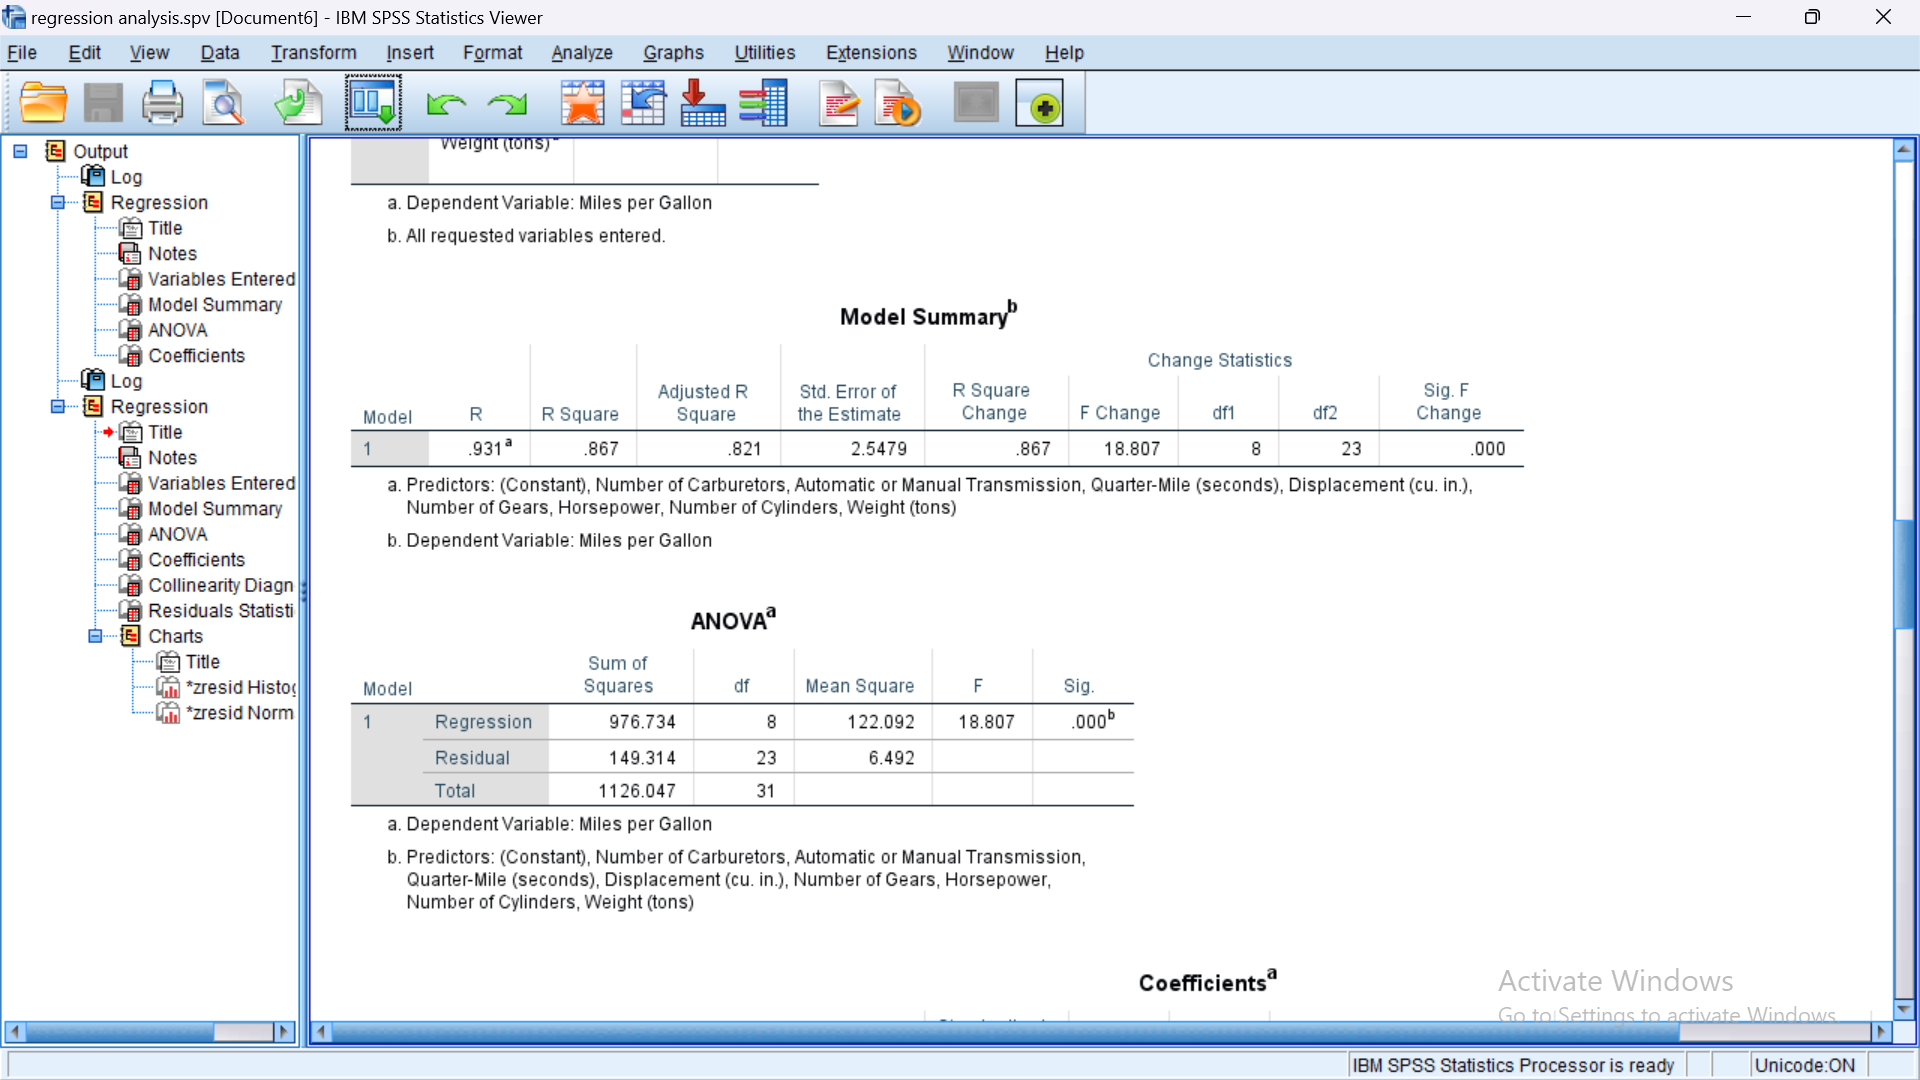 regression analysis.spv [Document6] - IBM SPSS Statistics Viewer
File Edit View Data Transform Insert Format Analyze Graphs Utilities Extensions Window Help
Output
Log
Regression
Title
Notes
Variables Entered
Model Summary
ANOVA
Coefficients
Log
Regression
Title
Notes
Variables Entered
Model Summary
ANOVA
Coefficients
Collinearity Diagn
Residuals Statisti
Charts
Title
*zresid Histog
*zresid Norm
Weight (tons)
a. Dependent Variable: Miles per Gallon
b. All requested variables entered.
Model Summaryb
Change Statistics
Model R R Square Adjusted R Square Std. Error of the Estimate R Square Change F Change df1 df2 Sig. F Change
1 .931a .867 .821 2.5479 .867 18.807 8 23 .000
a. Predictors: (Constant), Number of Carburetors, Automatic or Manual Transmission, Quarter-Mile (seconds), Displacement (cu. in.),
Number of Gears, Horsepower, Number of Cylinders, Weight (tons)
b. Dependent Variable: Miles per Gallon
ANOVAa
Model Sum of Squares df Mean Square F Sig.
1 Regression 976.734 8 122.092 18.807 .000b
Residual 149.314 23 6.492
Total 1126.047 31
a. Dependent Variable: Miles per Gallon
b. Predictors: (Constant), Number of Carburetors, Automatic or Manual Transmission,
Quarter-Mile (seconds), Displacement (cu. in.), Number of Gears, Horsepower,
Number of Cylinders, Weight (tons)
Coefficientsa
Activate Windows
Go to Settings to activate Windows.
IBM SPSS Statistics Processor is ready
Unicode:ON